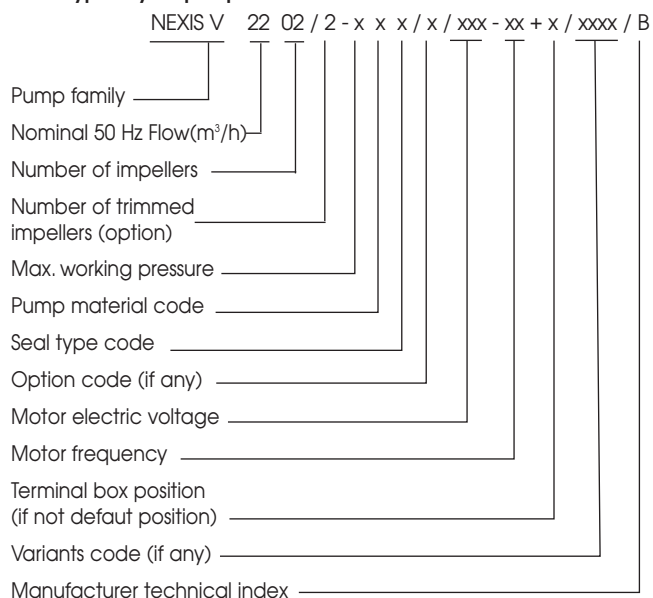 NEXIS V 22 02 / 2 - x x x / x / xxx - xx + x / xxxx / B
Pump family
Nominal 50 Hz Flow(m³/h)
Number of impellers
Number of trimmed
impellers (option)
Max. working pressure
Pump material code
Seal type code
Option code (if any)
Motor electric voltage
Motor frequency
Terminal box position
(if not defaut position)
Variants code (if any)
Manufacturer technical index